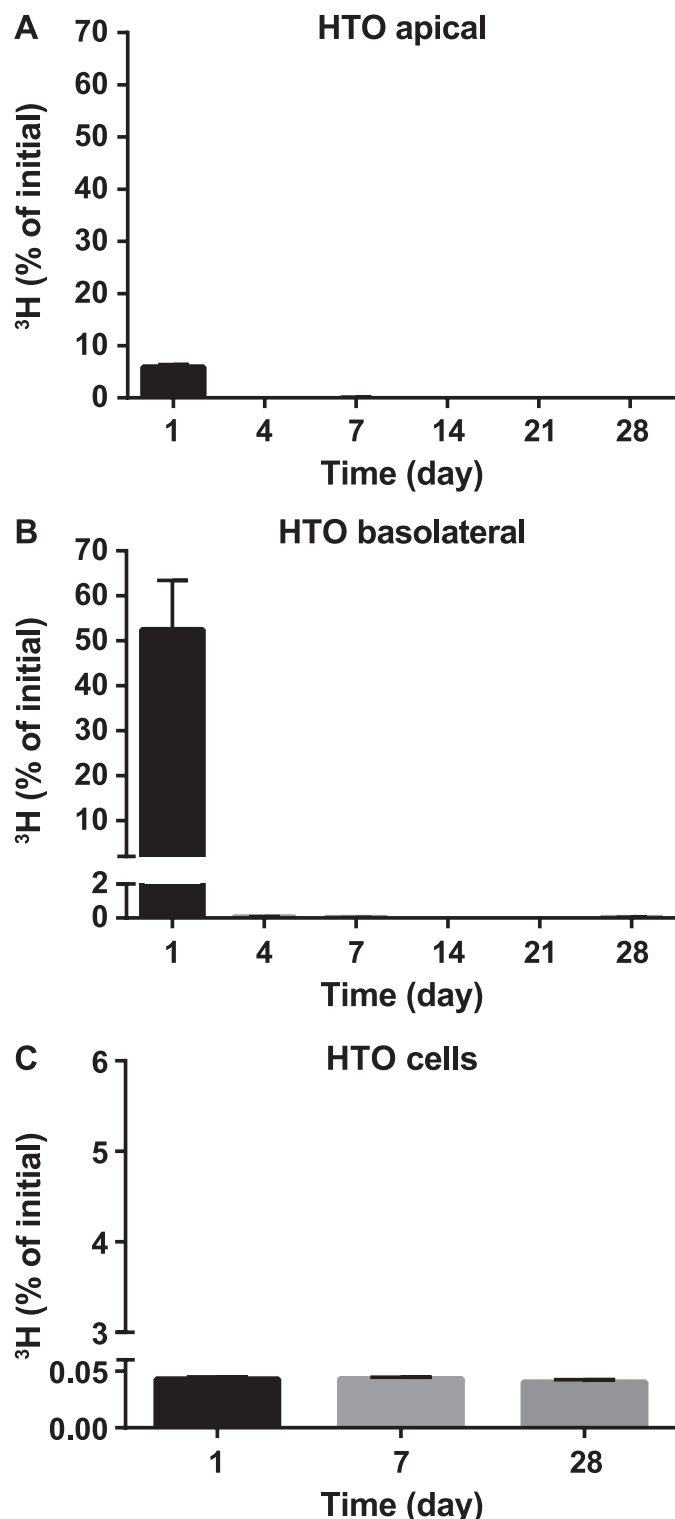 A HTO apical
70
60
50
40
30
20
10
0
³H (% of initial)
1 4 7 14 21 28
Time (day)
B HTO basolateral
70
60
50
40
30
20
10
2
0
³H (% of initial)
1 4 7 14 21 28
Time (day)
C HTO cells
6
5
4
3
0.05
0.00
³H (% of initial)
1 7 28
Time (day)